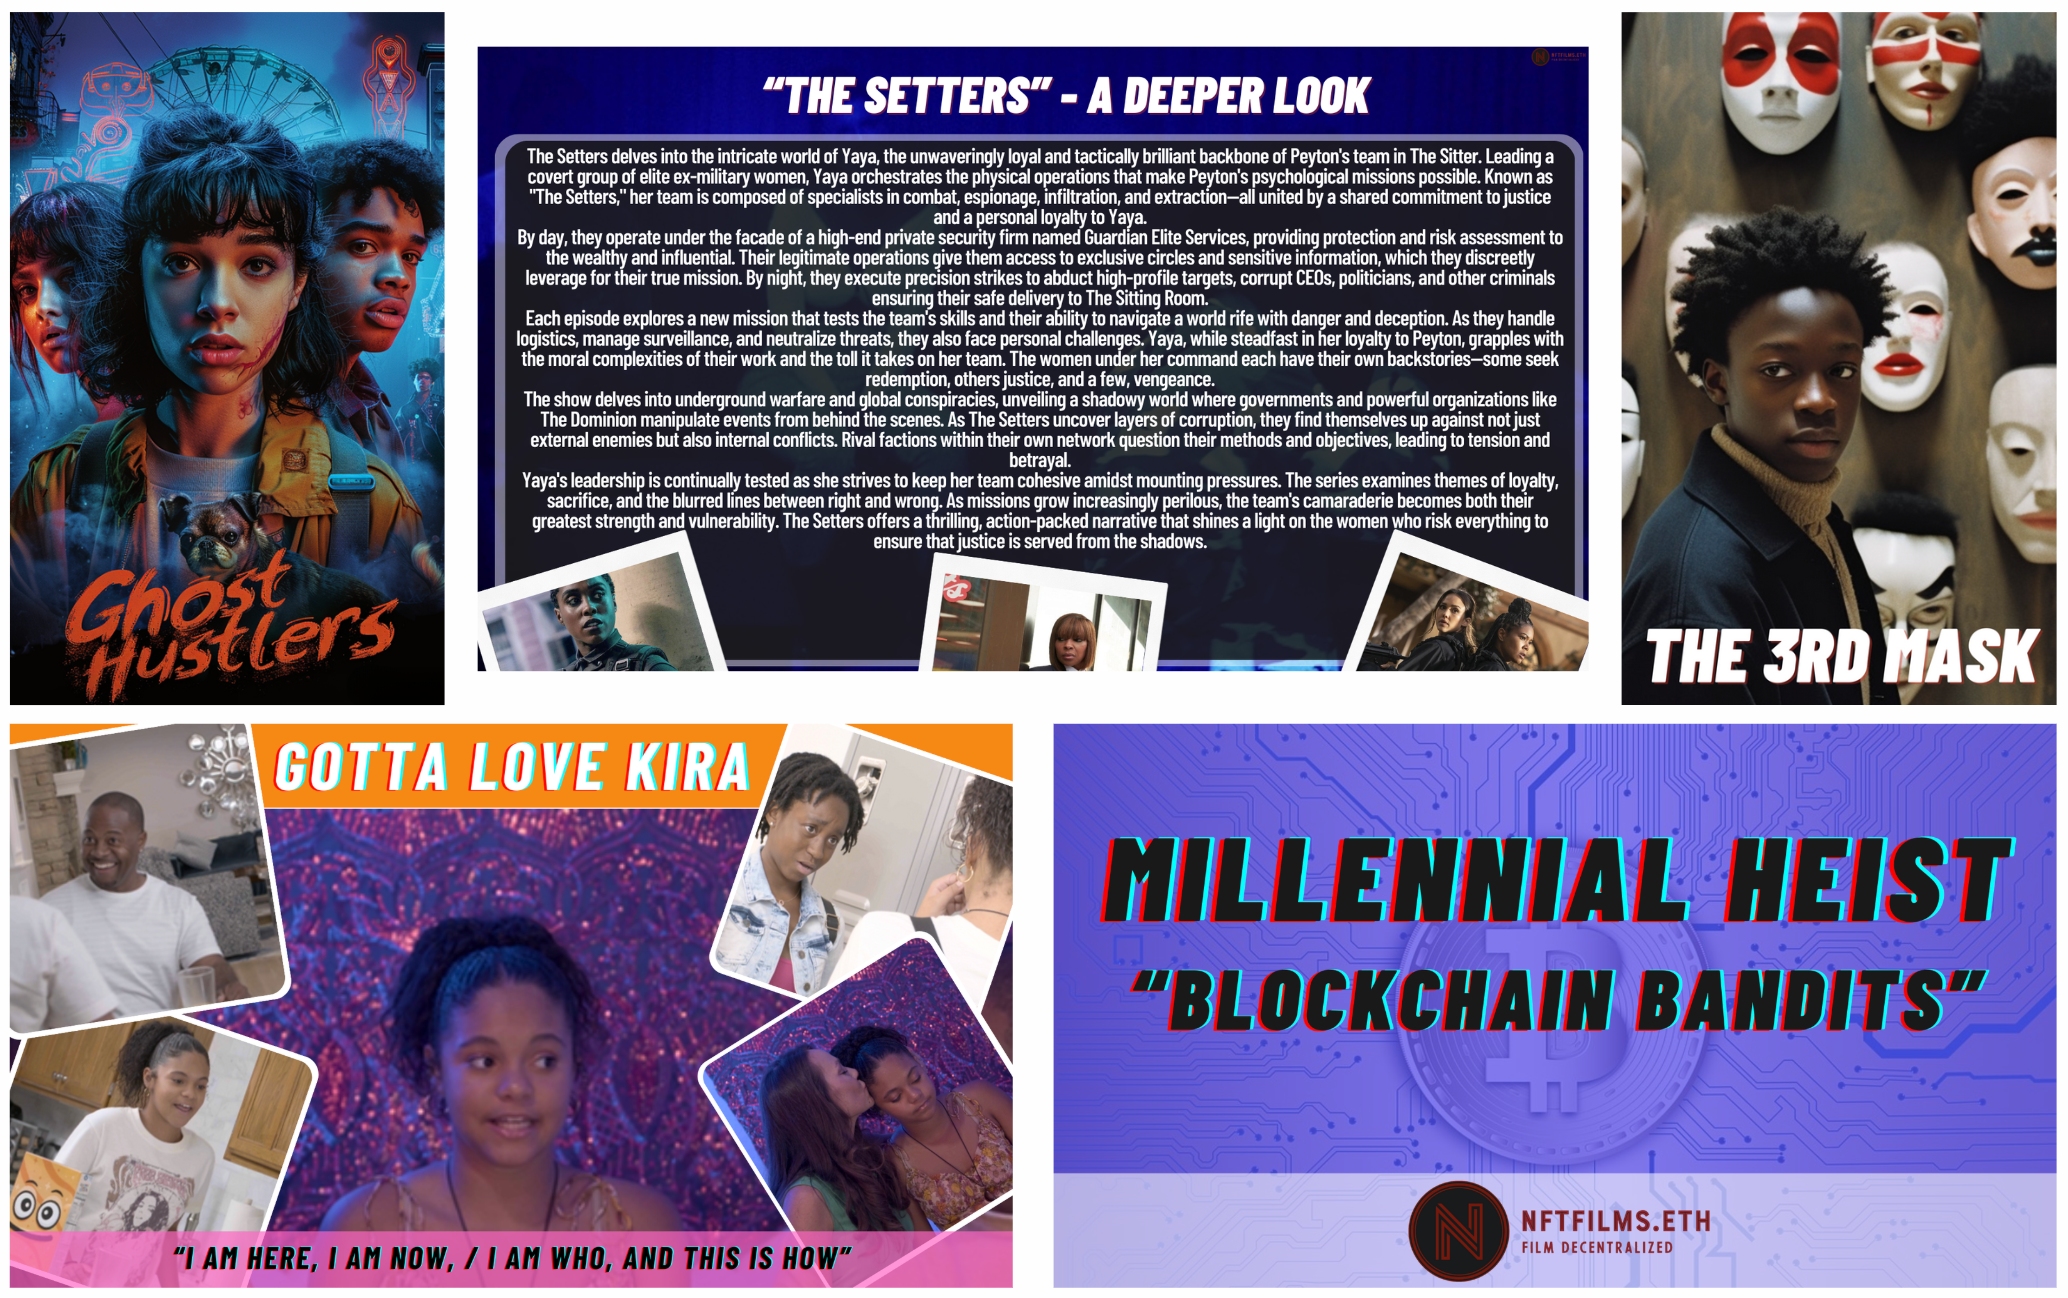 Ghost
Hustlers
"THE SETTERS" - A DEEPER LOOK
NFTFILMS.ETH
The Setters delves into the intricate world of Yaya, the unwaveringly loyal and tactically brilliant backbone of Peyton's team in The Sitter. Leading a
covert group of elite ex-military women, Yaya orchestrates the physical operations that make Peyton's psychological missions possible. Known as
"The Setters," her team is composed of specialists in combat, espionage, infiltration, and extraction—all united by a shared commitment to justice
and a personal loyalty to Yaya.
By day, they operate under the facade of a high-end private security firm named Guardian Elite Services, providing protection and risk assessment to
the wealthy and influential. Their legitimate operations give them access to exclusive circles and sensitive information, which they discreetly
leverage for their true mission. By night, they execute precision strikes to abduct high-profile targets, corrupt CEOs, politicians, and other criminals
ensuring their safe delivery to The Sitting Room.
Each episode explores a new mission that tests the team's skills and their ability to navigate a world rife with danger and deception. As they handle
logistics, manage surveillance, and neutralize threats, they also face personal challenges. Yaya, while steadfast in her loyalty to Peyton, grapples with
the moral complexities of their work and the toll it takes on her team. The women under her command each have their own backstories—some seek
redemption, others justice, and a few, vengeance.
The show delves into underground warfare and global conspiracies, unveiling a shadowy world where governments and powerful organizations like
The Dominion manipulate events from behind the scenes. As The Setters uncover layers of corruption, they find themselves up against not just
external enemies but also internal conflicts. Rival factions within their own network question their methods and objectives, leading to tension and
betrayal.
Yaya's leadership is continually tested as she strives to keep her team cohesive amidst mounting pressures. The series examines themes of loyalty,
sacrifice, and the blurred lines between right and wrong. As missions grow increasingly perilous, the team's camaraderie becomes both their
greatest strength and vulnerability. The Setters offers a thrilling, action-packed narrative that shines a light on the women who risk everything to
ensure that justice is served from the shadows.
THE 3RD MASK
GOTTA LOVE KIRA
"I AM HERE, I AM NOW, / I AM WHO, AND THIS IS HOW"
MILLENNIAL HEIST
"BLOCKCHAIN BANDITS"
N
NFTFILMS.ETH
FILM DECENTRALIZED